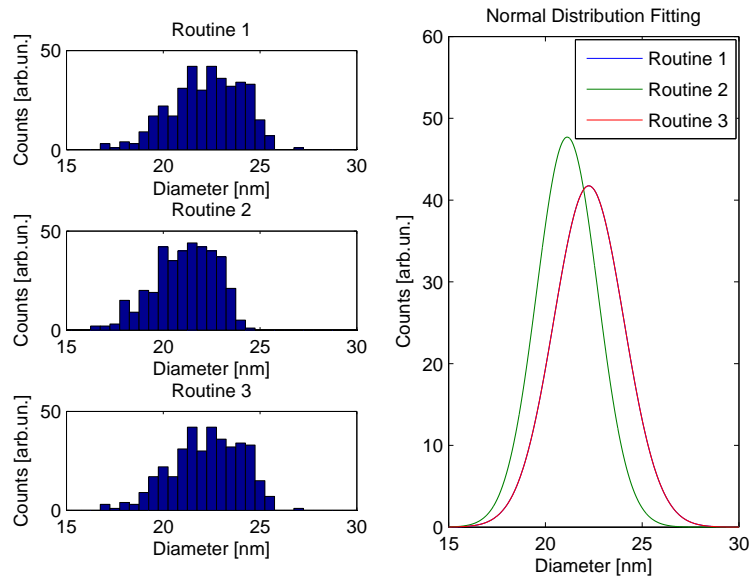 Routine 1
Counts [arb.un.]
50
0
15 20 25 30
Diameter [nm]
Routine 2
Counts [arb.un.]
50
0
15 20 25 30
Diameter [nm]
Routine 3
Counts [arb.un.]
50
0
15 20 25 30
Diameter [nm]
Normal Distribution Fitting
Counts [arb.un.]
60
50
40
30
20
10
0
15 20 25 30
Diameter [nm]
Routine 1
Routine 2
Routine 3